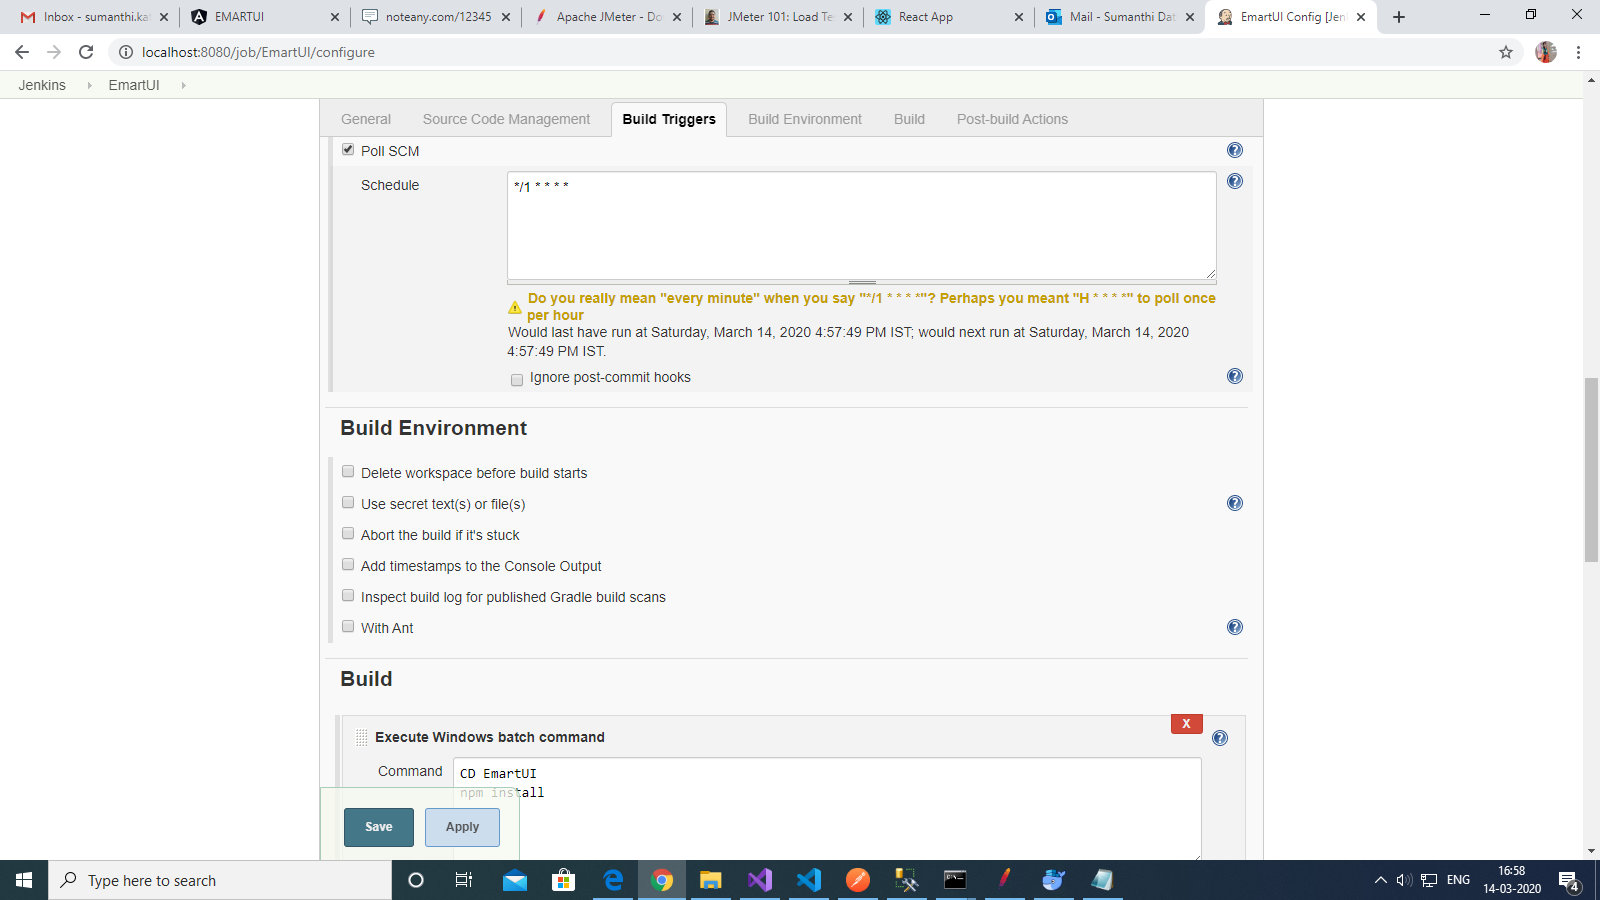 Inbox - sumanthi.ka
EMARTUI
noteany.com/12345
Apache JMeter - Do
JMeter 101: Load Te
React App
Mail - Sumanthi Dat
EmartUI Config [Jen
localhost:8080/job/EmartUI/configure
Jenkins
EmartUI
General
Source Code Management
Build Triggers
Build Environment
Build
Post-build Actions
Poll SCM
Schedule
*/1 * * * *
Do you really mean "every minute" when you say "*/1 * * * *"? Perhaps you meant "H * * * *" to poll once
per hour
Would last have run at Saturday, March 14, 2020 4:57:49 PM IST; would next run at Saturday, March 14, 2020
4:57:49 PM IST.
Ignore post-commit hooks
Build Environment
Delete workspace before build starts
Use secret text(s) or file(s)
Abort the build if it's stuck
Add timestamps to the Console Output
Inspect build log for published Gradle build scans
With Ant
Build
X
Execute Windows batch command
Command
CD EmartUI
npm install
Save
Apply
Type here to search
ENG
16:58
14-03-2020
4